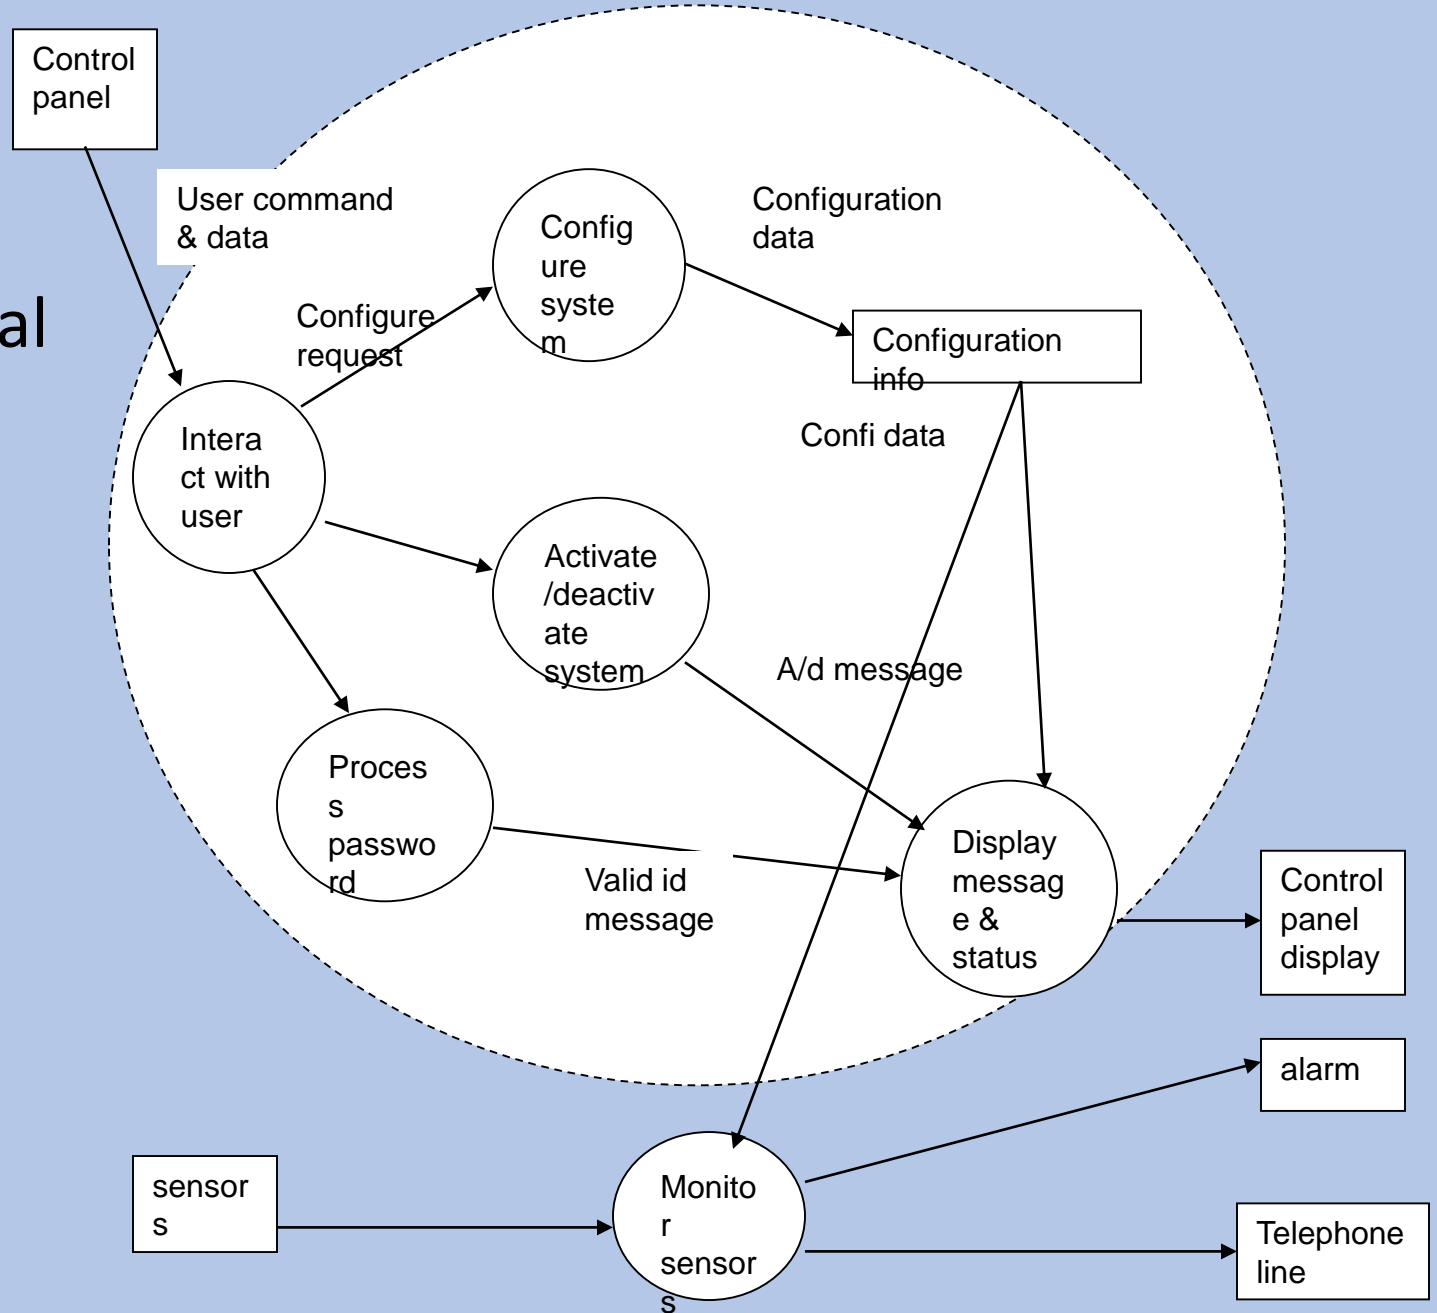 Control
panel
User command
& data
Config
ure
syste
m
Configuration
data
al
Configure
request
Configuration
info
Confi data
Intera
ct with
user
Activate
/deactiv
ate
system
A/d message
Proces
s
passwo
rd
Valid id
message
Display
messag
e &
status
Control
panel
display
alarm
sensor
s
Monito
r
sensor
s
Telephone
line